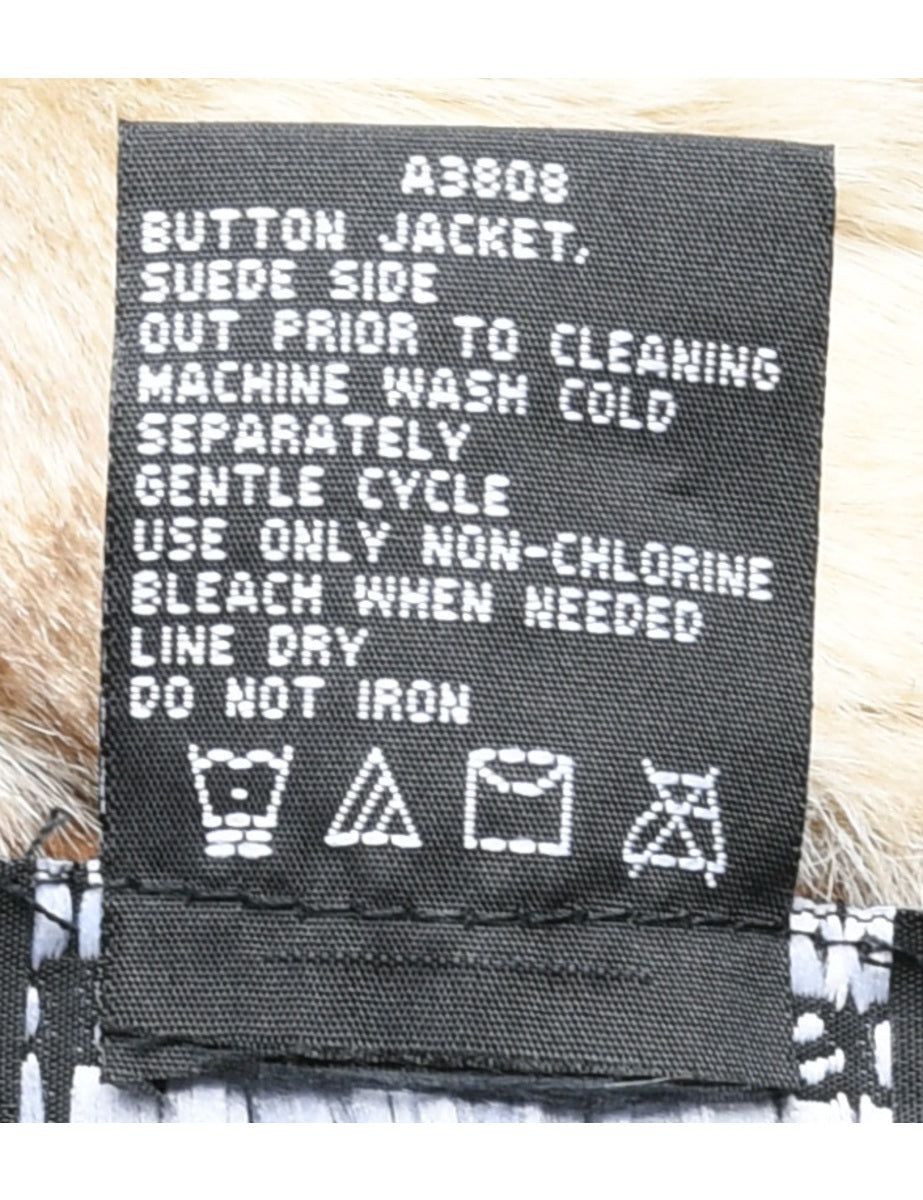 A3808
BUTTON JACKET,
SUEDE SIDE
OUT PRIOR TO CLEANING
MACHINE WASH COLD
SEPARATELY
GENTLE CYCLE
USE ONLY NON-CHLORINE
BLEACH WHEN NEEDED
LINE DRY
DO NOT IRON